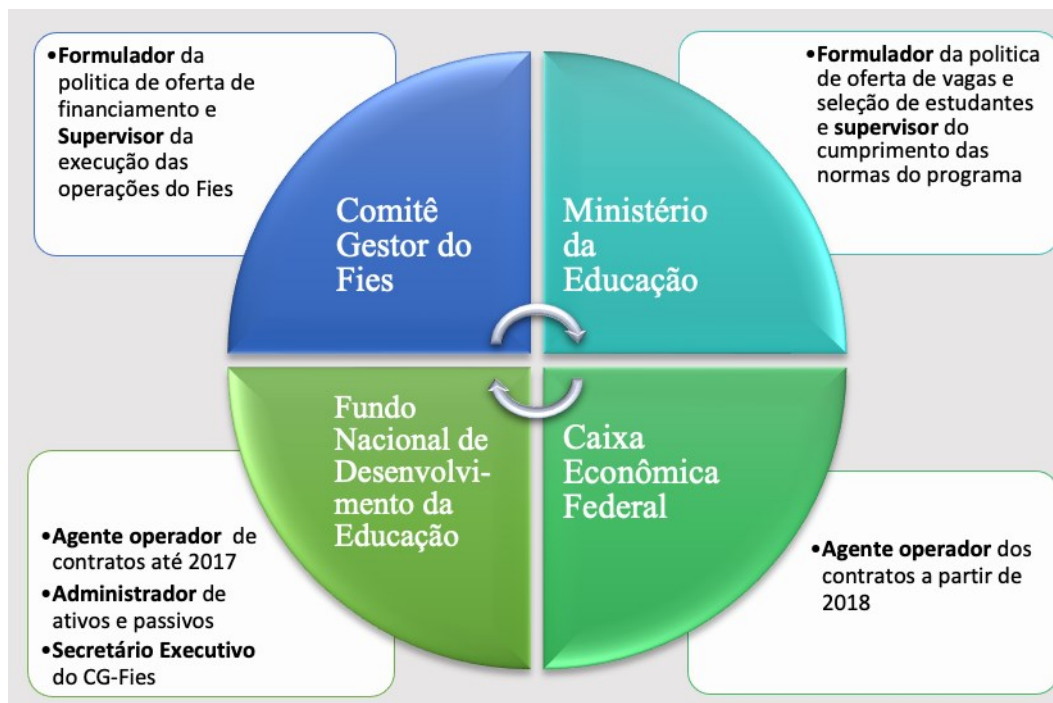 •Formulador da
politica de oferta de
financiamento e
Supervisor da
execução das
operações do Fies
Comitê
Gestor do
Fies
•Formulador da politica
de oferta de vagas e
seleção de estudantes
e supervisor do
cumprimento das
normas do programa
Ministério
da
Educação
Fundo
Nacional de
Desenvolvi-
mento da
Educação
•Agente operador de
contratos até 2017
•Administrador de
ativos e passivos
•Secretário Executivo
do CG-Fies
Caixa
Econômica
Federal
•Agente operador dos
contratos a partir de
2018